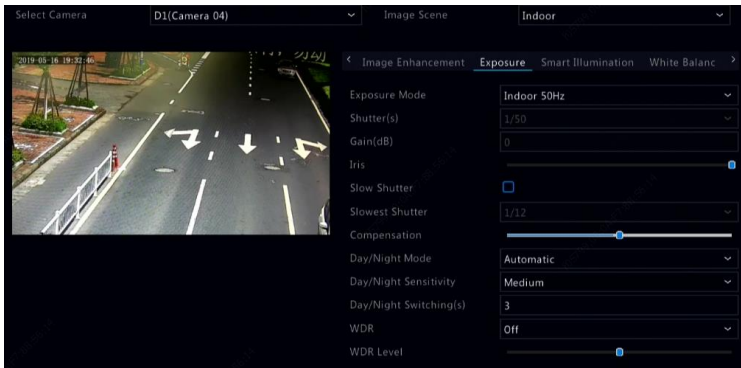 Select Camera D1(Camera 04) Image Scene Indoor
2019-05-16 19:32:46
Image Enhancement Exposure Smart Illumination White Balanc
Exposure Mode Indoor 50Hz
Shutter(s) 1/50
Gain(dB) 0
Iris
Slow Shutter
Slowest Shutter 1/12
Compensation
Day/Night Mode Automatic
Day/Night Sensitivity Medium
Day/Night Switching(s) 3
WDR Off
WDR Level